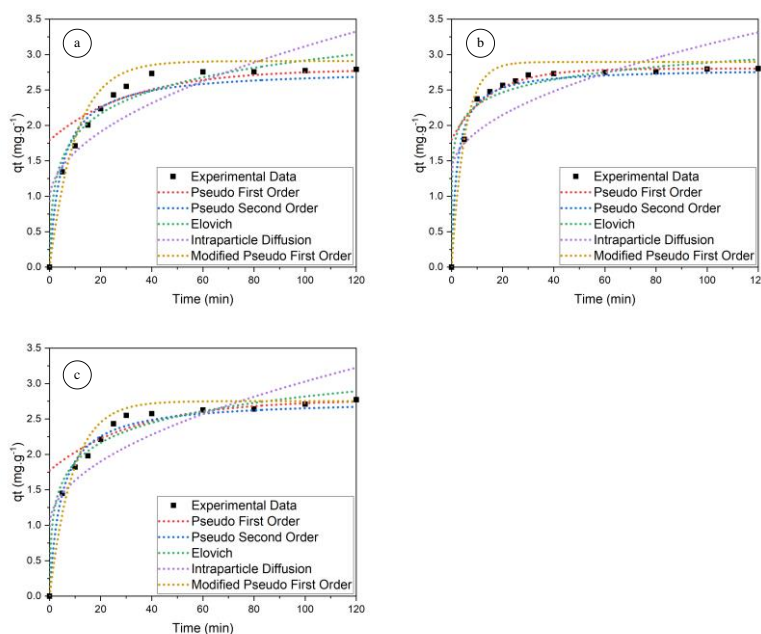 a
3.5
3.0
2.5
2.0
1.5
1.0
0.5
0.0
qt (mg.g⁻¹)
Experimental Data
Pseudo First Order
Pseudo Second Order
Elovich
Intraparticle Diffusion
Modified Pseudo First Order
0 20 40 60 80 100 120
Time (min)
b
3.5
3.0
2.5
2.0
1.5
1.0
0.5
0.0
qt (mg.g⁻¹)
Experimental Data
Pseudo First Order
Pseudo Second Order
Elovich
Intraparticle Diffusion
Modified Pseudo First Order
0 20 40 60 80 100 120
Time (min)
c
3.5
3.0
2.5
2.0
1.5
1.0
0.5
0.0
qt (mg.g⁻¹)
Experimental Data
Pseudo First Order
Pseudo Second Order
Elovich
Intraparticle Diffusion
Modified Pseudo First Order
0 20 40 60 80 100 120
Time (min)